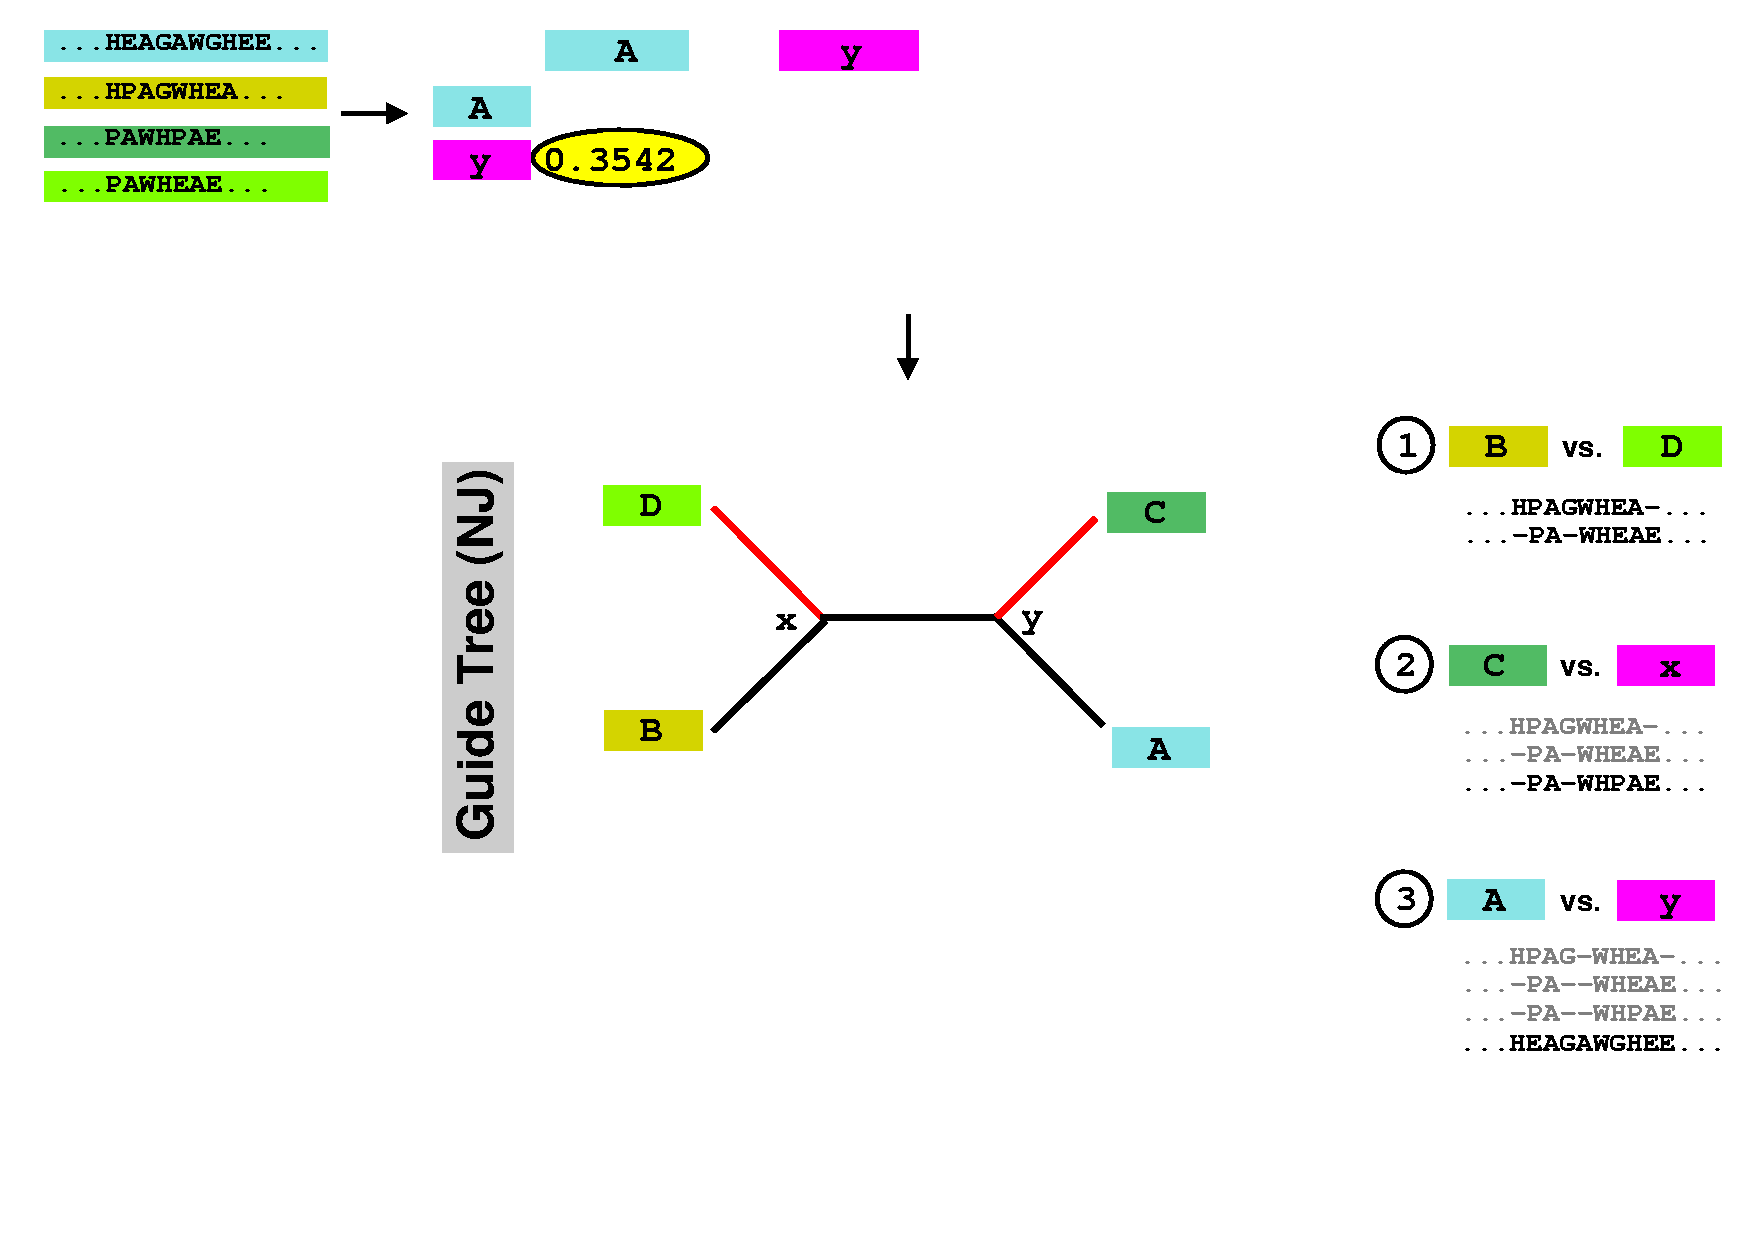 ...HEAGAWGHEE...
...HPAGWHEA...
...PAWHPAE...
...PAWHEAE...
A y
A
y 0.3542
Guide Tree (NJ)
D
C
x
y
B
A
1 B vs. D
...HPAGWHEA-...
...-PA-WHEAE...
2 C vs. x
...HPAGWHEA-...
...-PA-WHEAE...
...-PA-WHPAE...
3 A vs. y
...HPAG-WHEA-...
...-PA--WHEAE...
...-PA--WHPAE...
...HEAGAWGHEE...